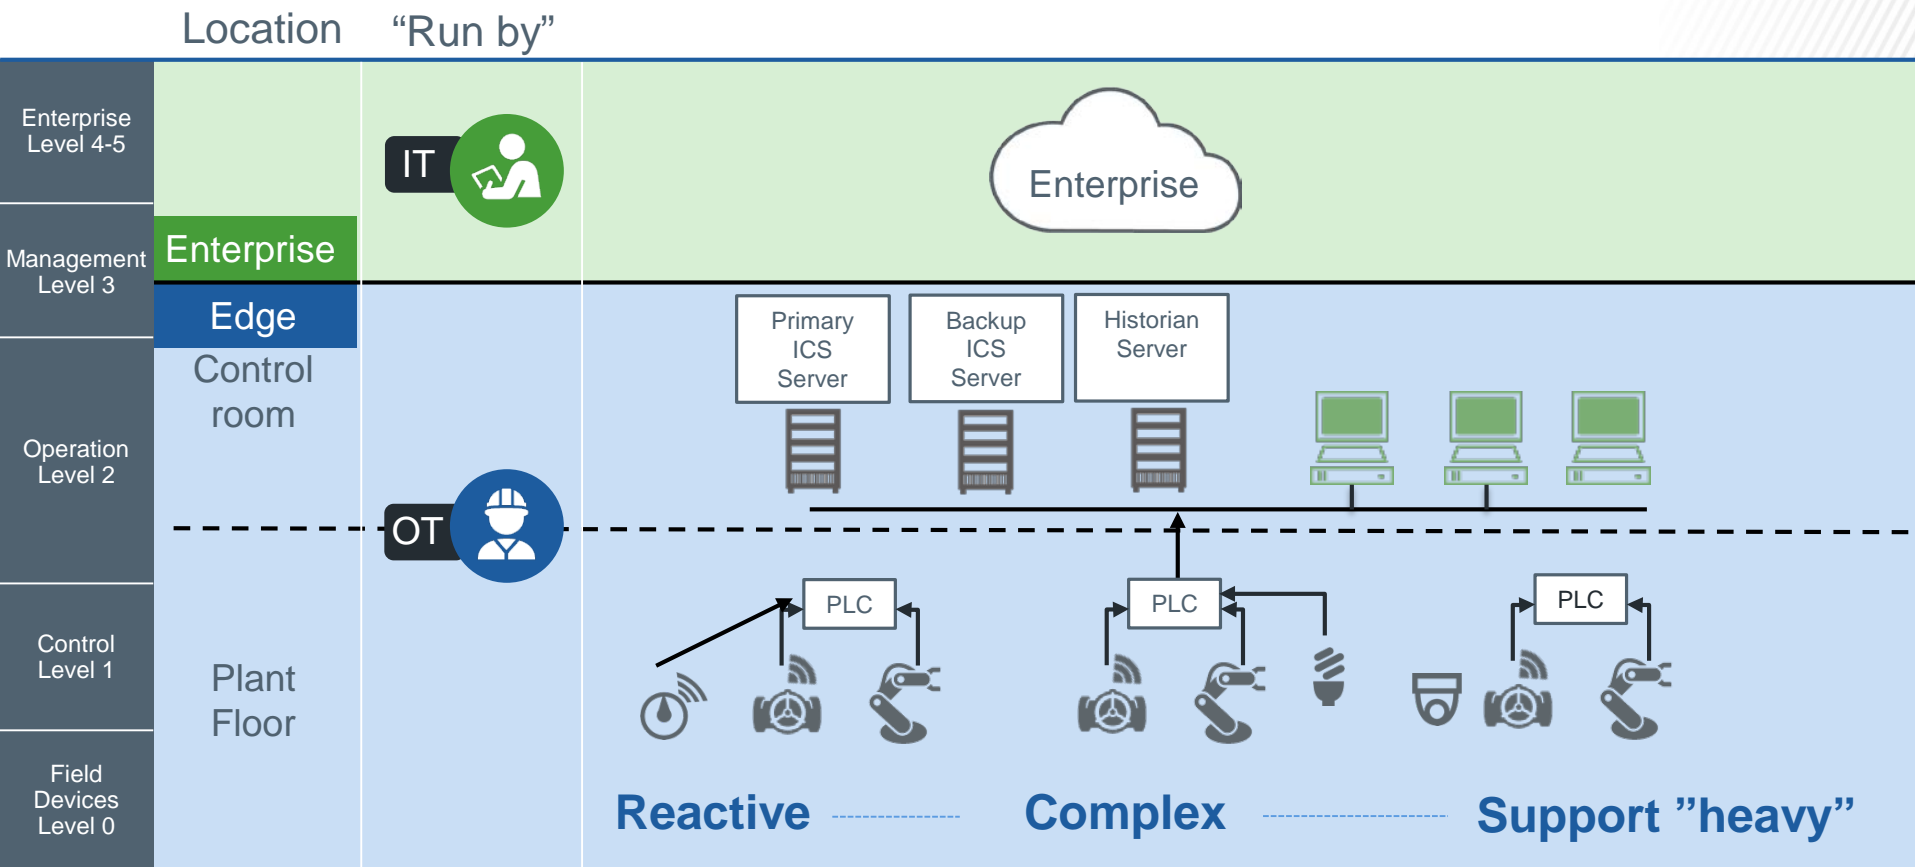 Location
“Run by”
Enterprise
Level 4-5
IT
Enterprise
Management
Level 3
Enterprise
Edge
Control
room
Primary
ICS
Server
Backup
ICS
Server
Historian
Server
Operation
Level 2
OT
PLC
PLC
PLC
Control
Level 1
Plant
Floor
Field
Devices
Level 0
Reactive
Complex
Support ”heavy”